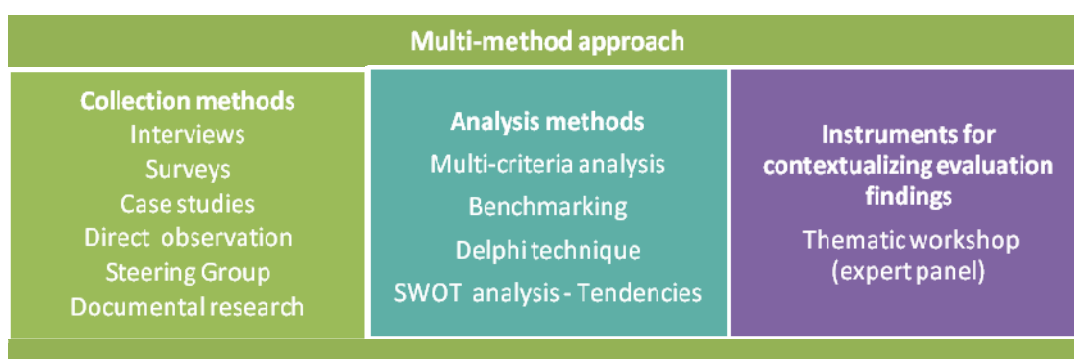 Multi-method approach
Collection methods
Interviews
Surveys
Case studies
Direct observation
Steering Group
Documental research
Analysis methods
Multi-criteria analysis
Benchmarking
Delphi technique
SWOT analysis - Tendencies
Instruments for
contextualizing evaluation
findings
Thematic workshop
(expert panel)